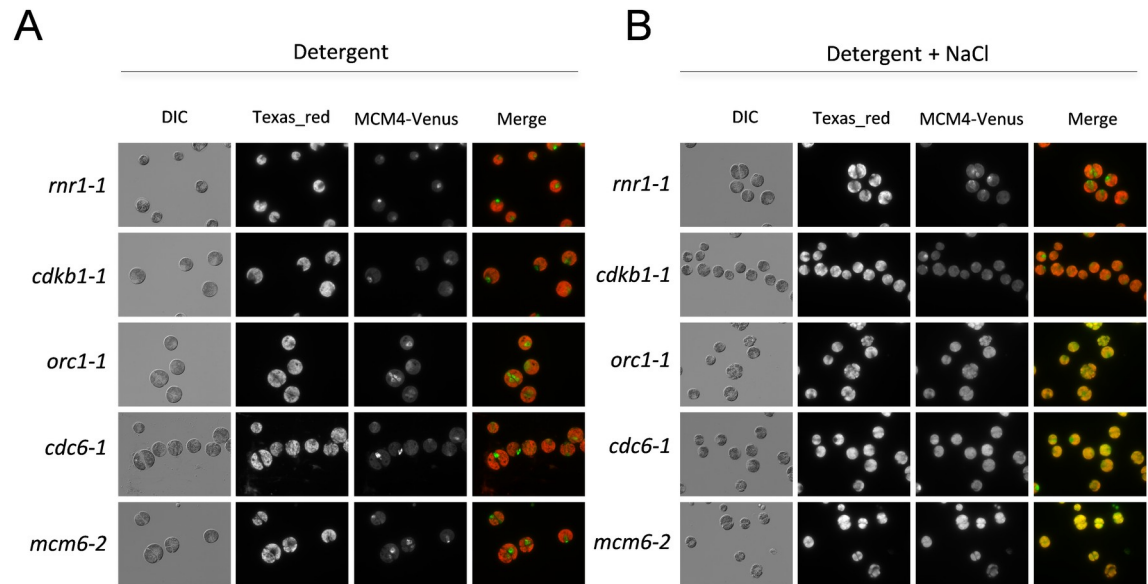 A
Detergent
DIC Texas_red MCM4-Venus Merge
rnr1-1
cdkb1-1
orc1-1
cdc6-1
mcm6-2
B
Detergent + NaCl
DIC Texas_red MCM4-Venus Merge
rnr1-1
cdkb1-1
orc1-1
cdc6-1
mcm6-2